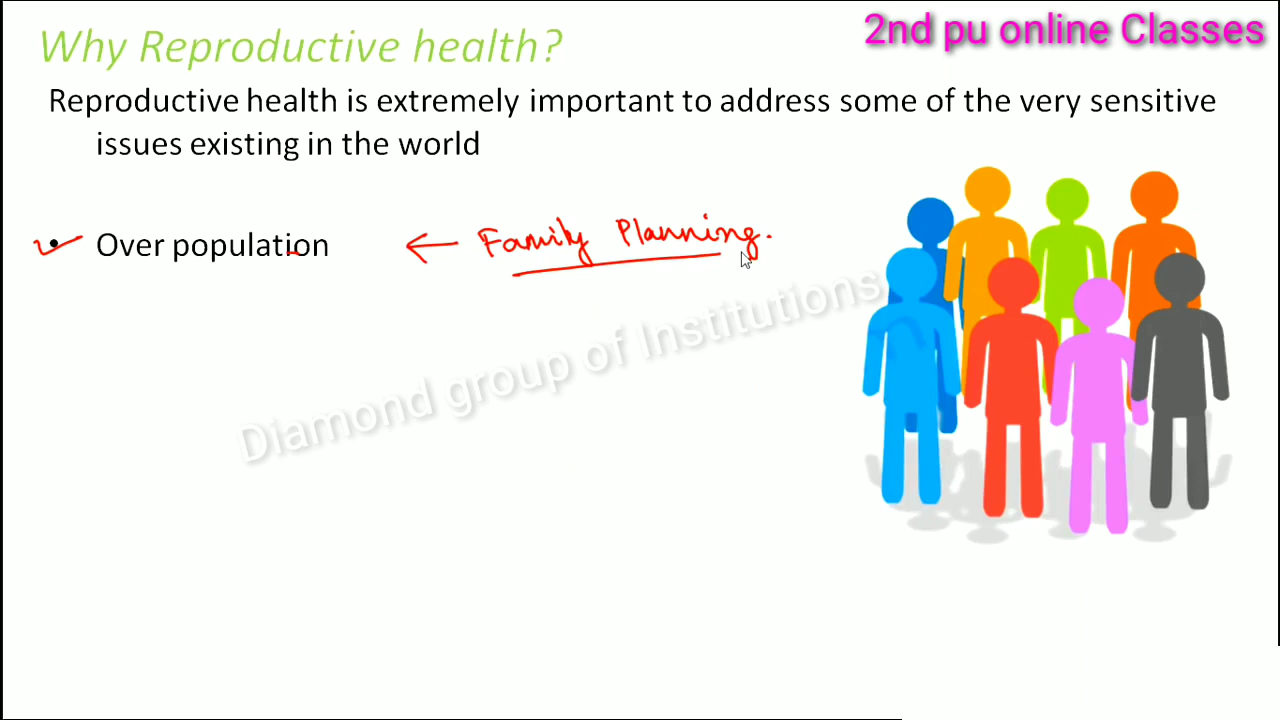 2nd pu online Classes
Why Reproductive health?
Reproductive health is extremely important to address some of the very sensitive
issues existing in the world
• Over population ← Family Planning.
Diamond group of Institutions